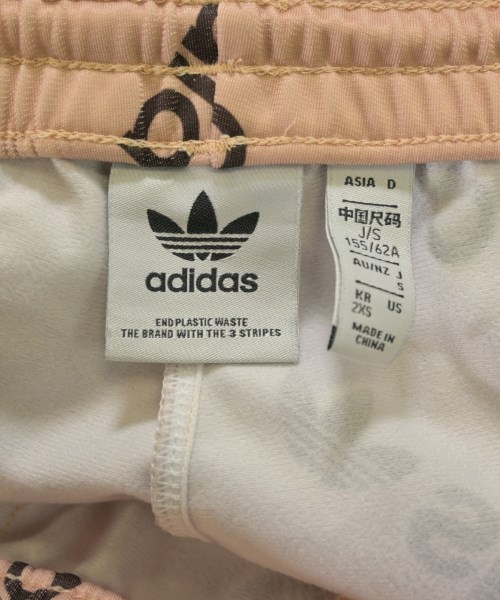 adidas
END PLASTIC WASTE
THE BRAND WITH THE 3 STRIPES
ASIA D
中国尺码
J/S
155/62A
AU/NZ J
S
KR US
2XS
MADE IN
CHINA